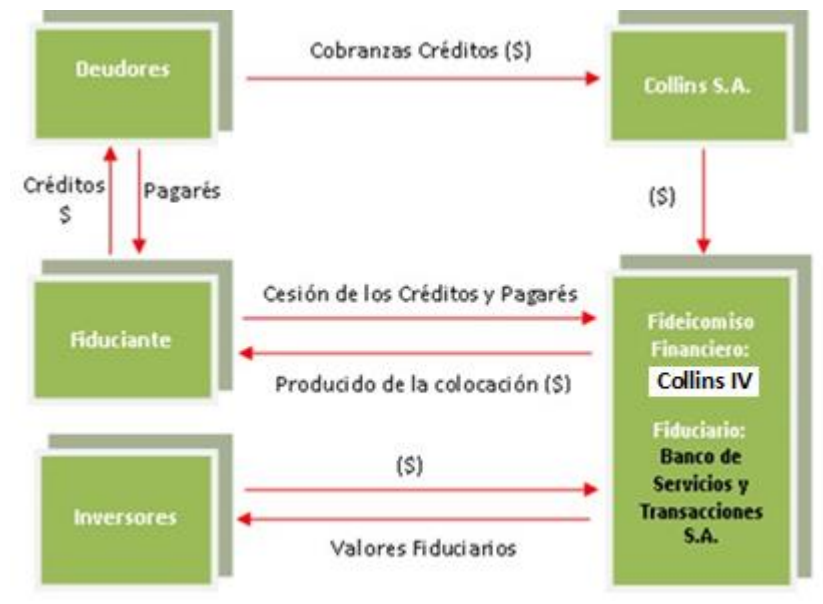 Deudores
Cobranzas Créditos ($)
Collins S.A.
Créditos
$
Pagarés
($)
Fiduciante
Cesión de los Créditos y Pagarés
Producido de la colocación ($)
Fideicomiso
Financiero:
Collins IV
Fiduciario:
Banco de
Servicios y
Transacciones
S.A.
Inversores
($)
Valores Fiduciarios